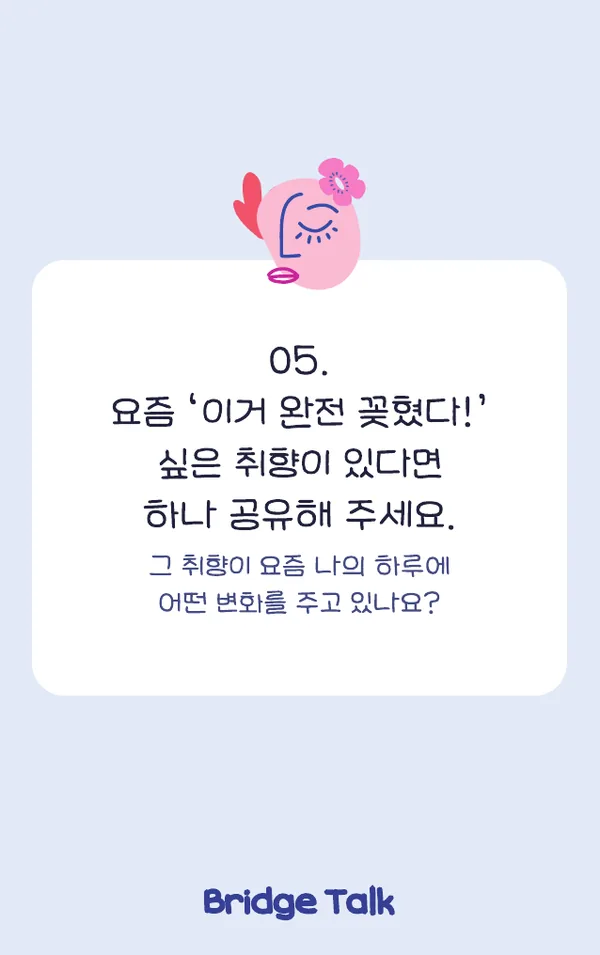 05.
요즘 ‘이거 완전 꽂혔다!’
싶은 취향이 있다면
하나 공유해 주세요.
그 취향이 요즘 나의 하루에
어떤 변화를 주고 있나요?
Bridge Talk